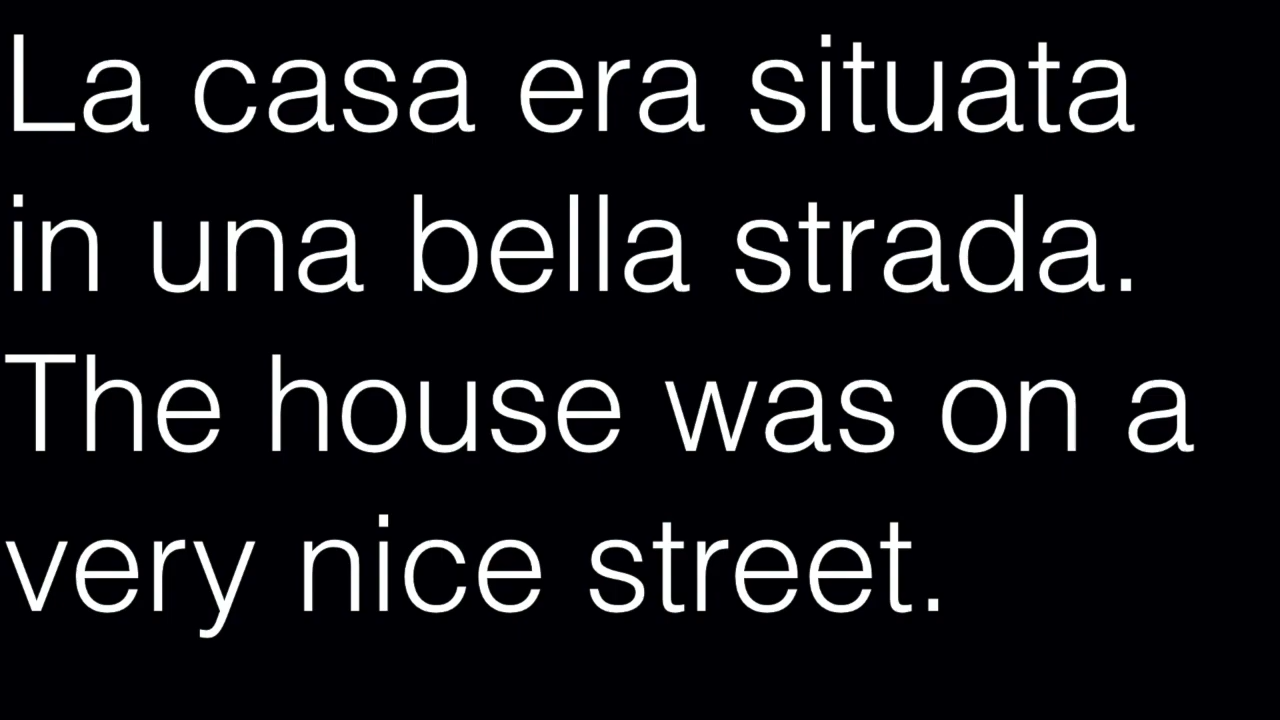 La casa era situata
in una bella strada.
The house was on a
very nice street.